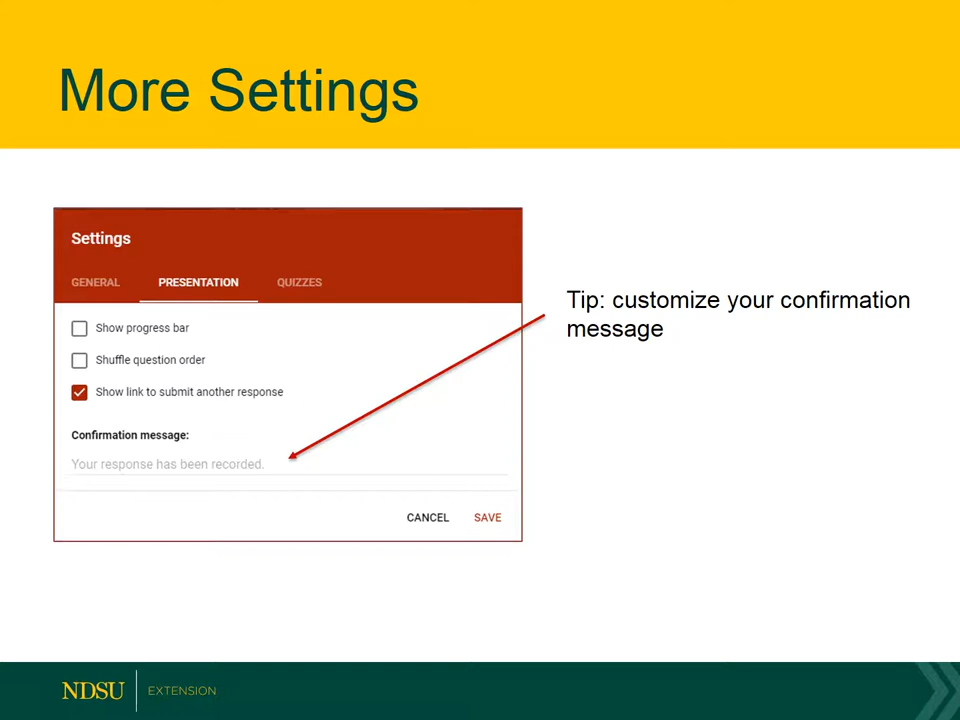 More Settings
Settings
GENERAL PRESENTATION QUIZZES
Show progress bar
Shuffle question order
Show link to submit another response
Confirmation message:
Your response has been recorded.
CANCEL SAVE
Tip: customize your confirmation
message
NDSU EXTENSION